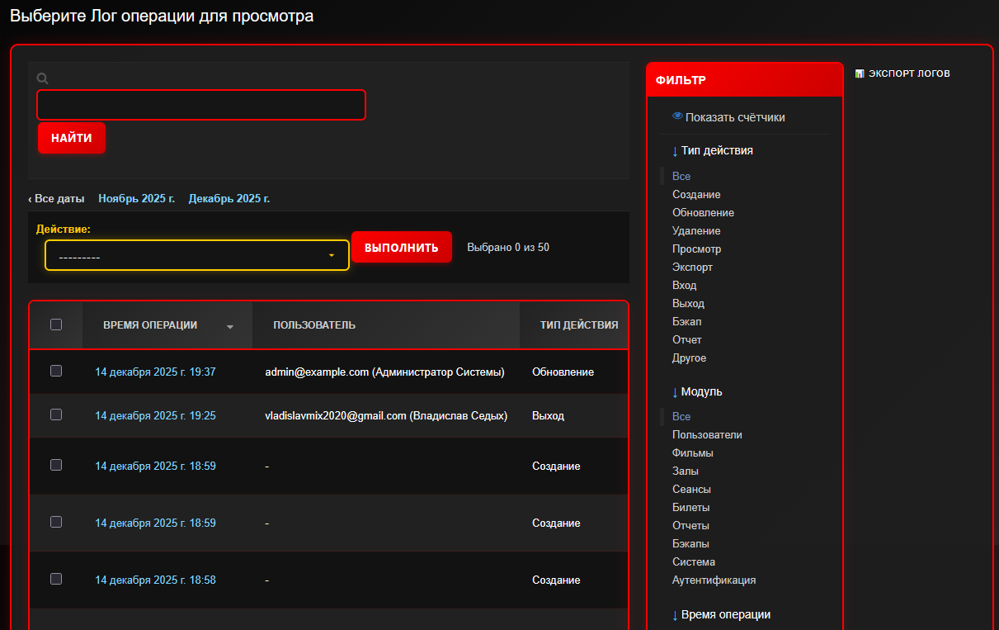 Выберите Лог операции для просмотра
НАЙТИ
‹ Все даты Ноябрь 2025 г. Декабрь 2025 г.
Действие:
---------
ВЫПОЛНИТЬ
Выбрано 0 из 50
ВРЕМЯ ОПЕРАЦИИ ПОЛЬЗОВАТЕЛЬ ТИП ДЕЙСТВИЯ
14 декабря 2025 г. 19:37 admin@example.com (Администратор Системы) Обновление
14 декабря 2025 г. 19:25 vladislavmix2020@gmail.com (Владислав Седых) Выход
14 декабря 2025 г. 18:59 - Создание
14 декабря 2025 г. 18:59 - Создание
14 декабря 2025 г. 18:58 - Создание
ФИЛЬТР
Показать счётчики
↓ Тип действия
Все
Создание
Обновление
Удаление
Просмотр
Экспорт
Вход
Выход
Бэкап
Отчет
Другое
↓ Модуль
Все
Пользователи
Фильмы
Залы
Сеансы
Билеты
Отчеты
Бэкапы
Система
Аутентификация
↓ Время операции
ЭКСПОРТ ЛОГОВ